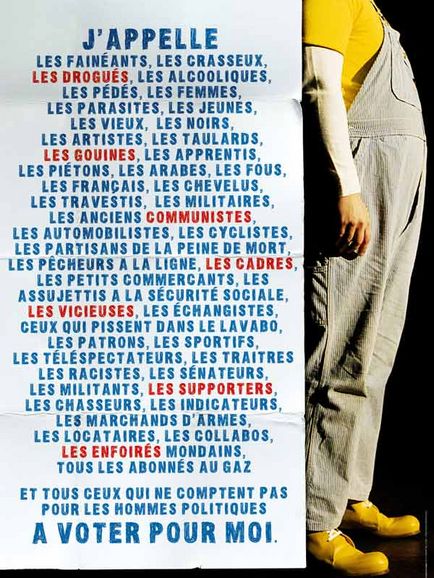 J'APPELLE
LES FAINÉANTS, LES CRASSEUX,
LES DROGUÉS, LES ALCOOLIQUES,
LES PÉDÉS, LES FEMMES,
LES PARASITES, LES JEUNES,
LES VIEUX, LES NOIRS,
LES ARTISTES, LES TAULARDS,
LES GOUINES, LES APPRENTIS,
LES PIÉTONS, LES ARABES, LES FOUS,
LES FRANÇAIS, LES CHEVELUS,
LES TRAVESTIS, LES MILITAIRES,
LES ANCIENS COMMUNISTES,
LES AUTOMOBILISTES, LES CYCLISTES,
LES PARTISANS DE LA PEINE DE MORT,
LES PÊCHEURS A LA LIGNE, LES CADRES,
LES PETITS COMMERCANTS, LES
ASSUJETTIS A LA SÉCURITÉ SOCIALE,
LES VICIEUSES, LES ÉCHANGISTES,
CEUX QUI PISSENT DANS LE LAVABO,
LES PATRONS, LES SPORTIFS,
LES TÉLÉSPECTATEURS, LES TRAITRES
LES RACISTES, LES SÉNATEURS,
LES MILITANTS, LES SUPPORTERS,
LES CHASSEURS, LES INDICATEURS,
LES MARCHANDS D'ARMES,
LES LOCATAIRES, LES COLLABOS,
LES ENFOIRÉS MONDAINS,
TOUS LES ABONNÉS AU GAZ
ET TOUS CEUX QUI NE COMPTENT PAS
POUR LES HOMMES POLITIQUES
A VOTER POUR MOI.